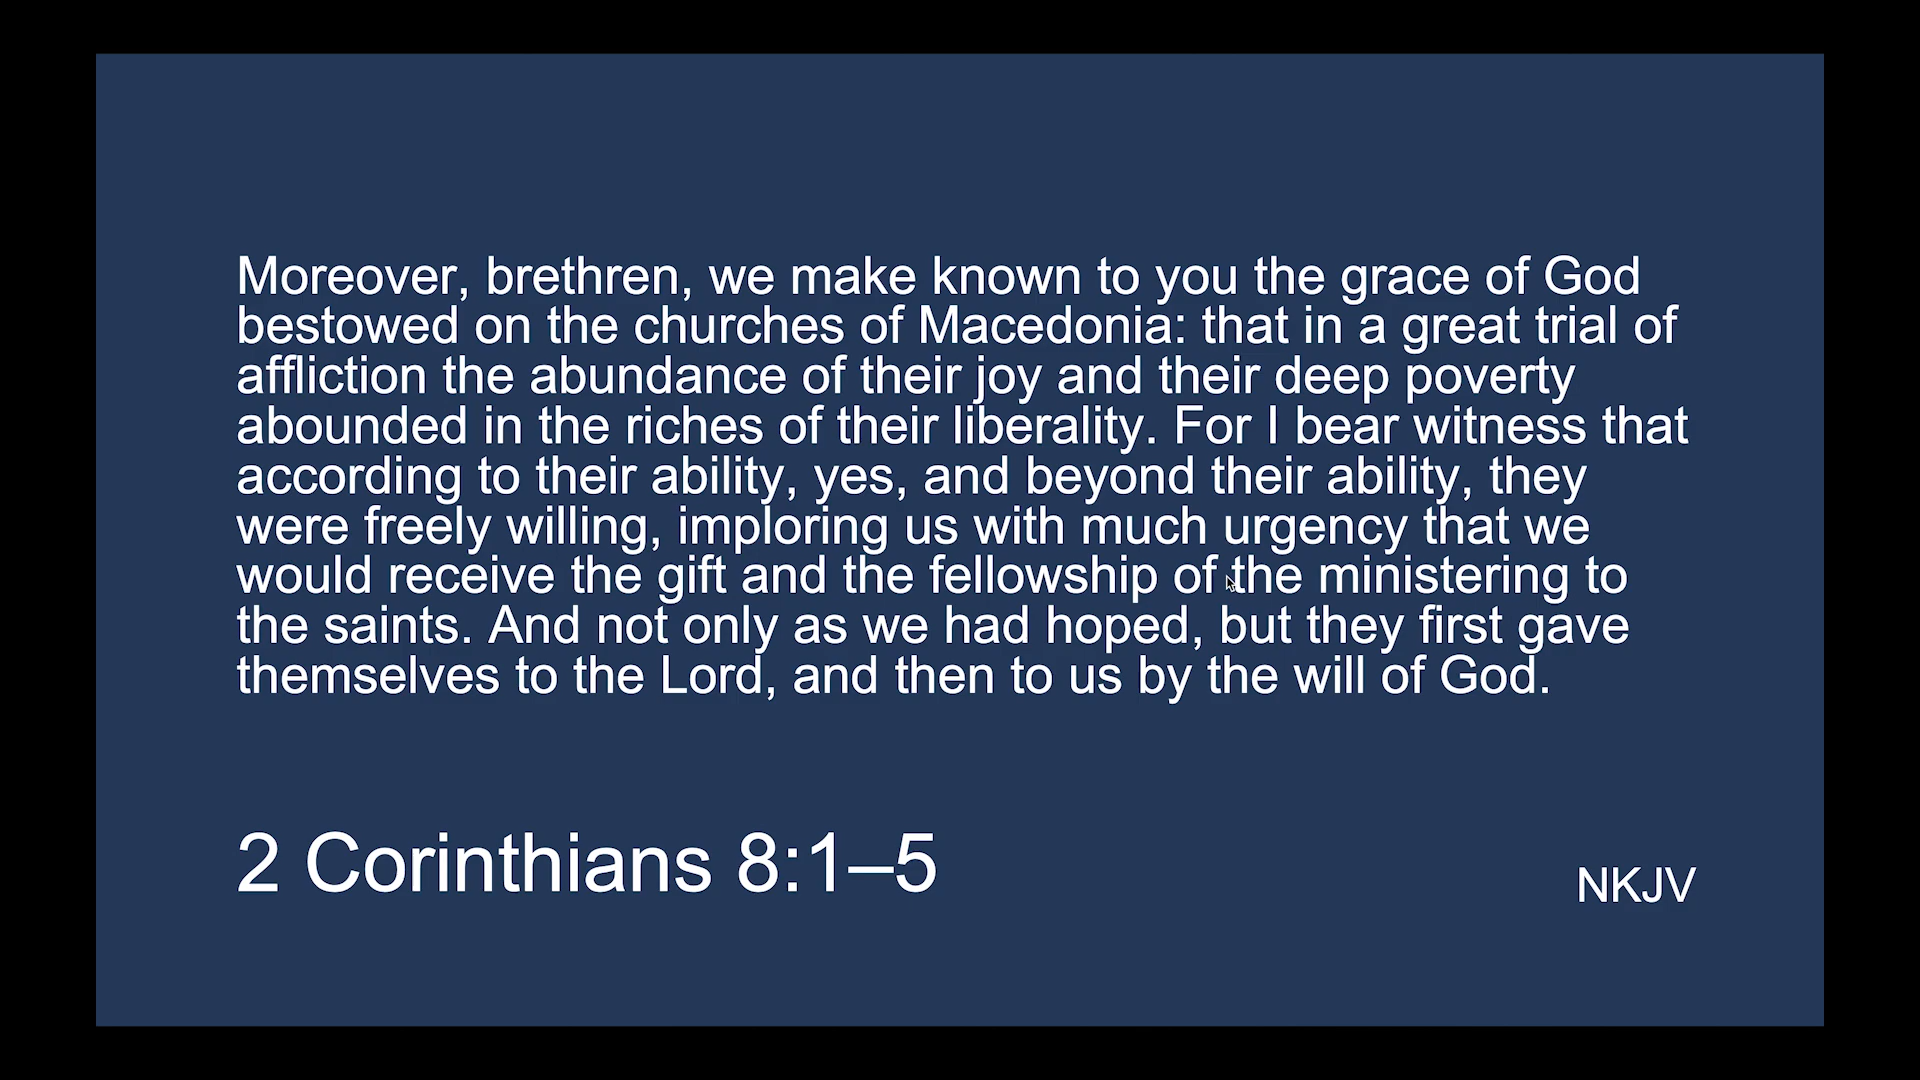 Moreover, brethren, we make known to you the grace of God
bestowed on the churches of Macedonia: that in a great trial of
affliction the abundance of their joy and their deep poverty
abounded in the riches of their liberality. For I bear witness that
according to their ability, yes, and beyond their ability, they
were freely willing, imploring us with much urgency that we
would receive the gift and the fellowship of the ministering to
the saints. And not only as we had hoped, but they first gave
themselves to the Lord, and then to us by the will of God.
2 Corinthians 8:1–5
NKJV